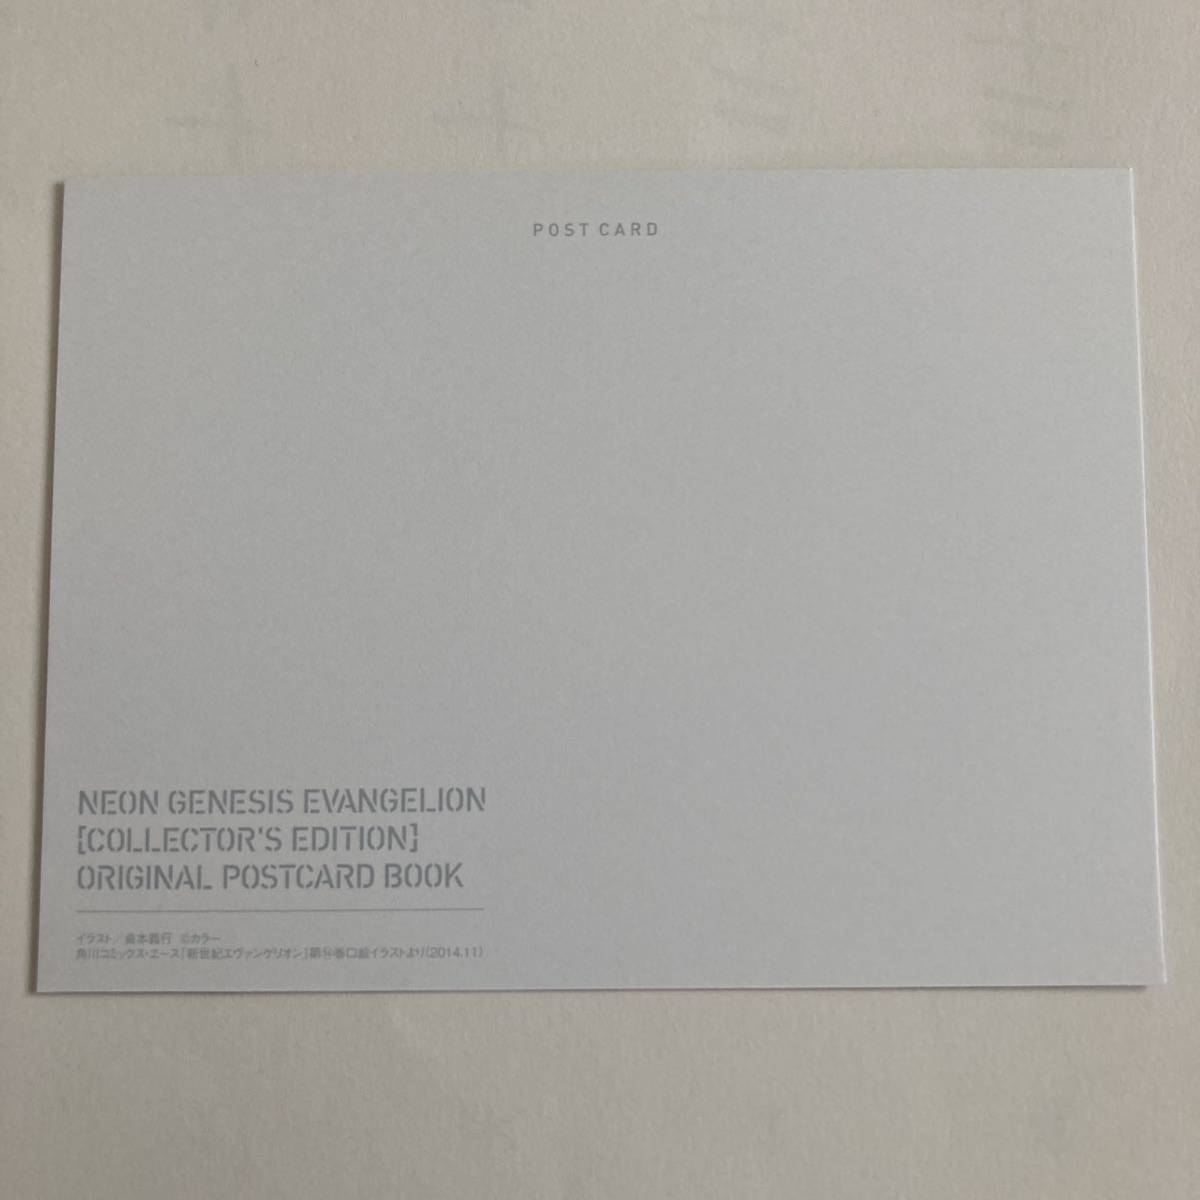 POST CARD
NEON GENESIS EVANGELION
[COLLECTOR'S EDITION]
ORIGINAL POSTCARD BOOK
イラスト／貞本義行 ©カラー
角川コミックス・エース「新世紀エヴァンゲリオン」第⑭巻口絵イラストより(2014.11)